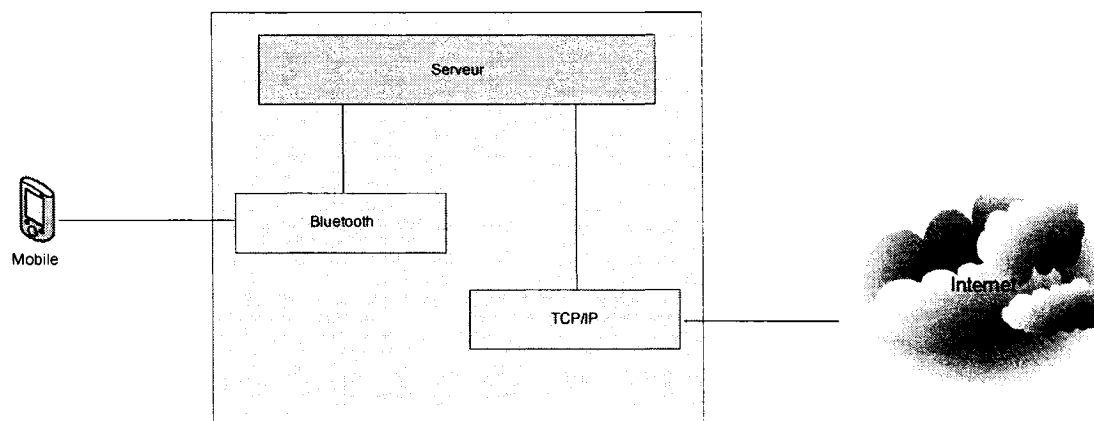 Serveur
Bluetooth
Mobile
Internet
TCP/IP